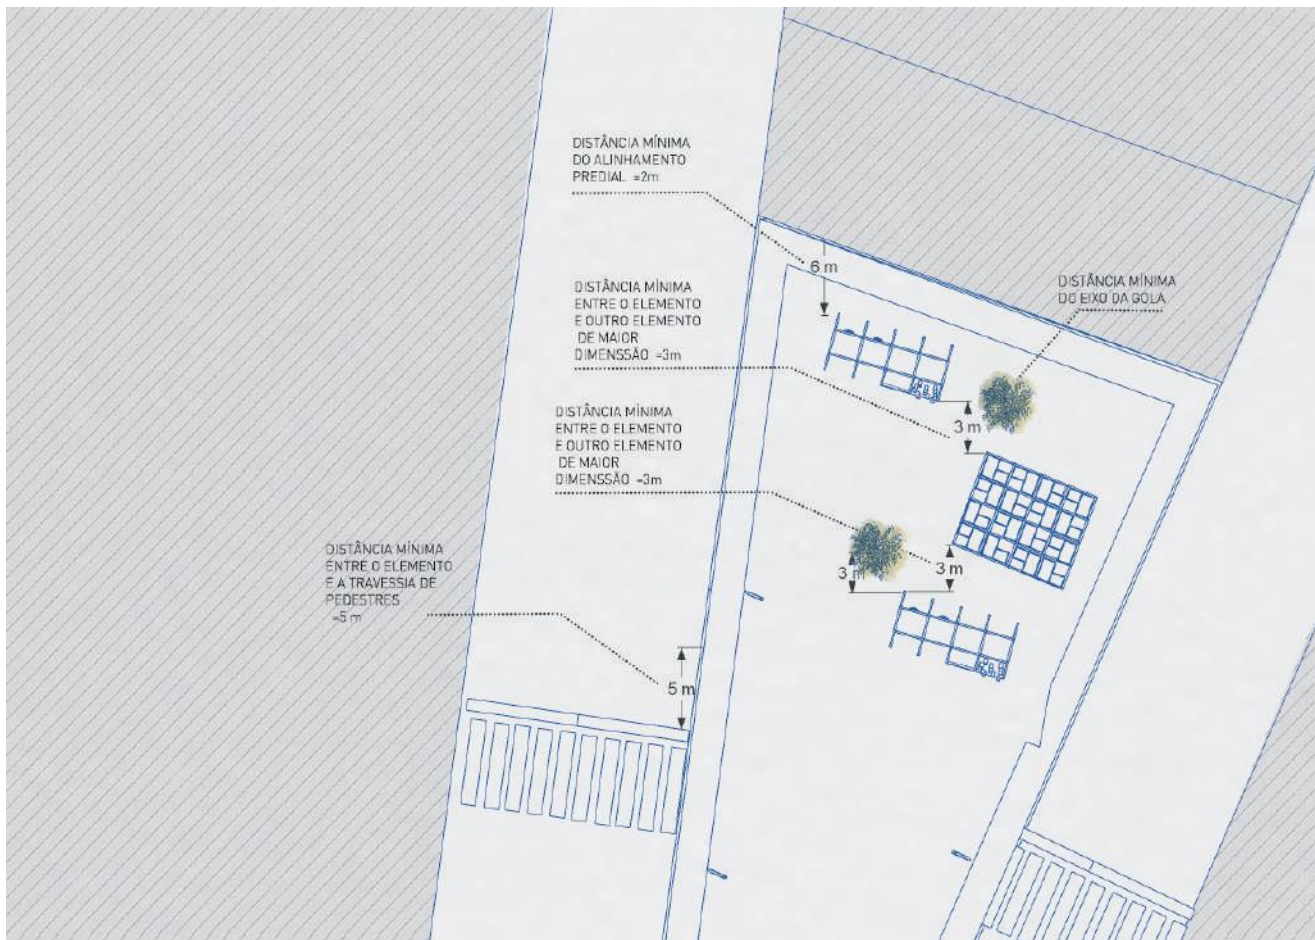 DISTÂNCIA MÍNIMA
DO ALINHAMENTO
PREDIAL =2m
6 m
DISTÂNCIA MÍNIMA
DO EIXO DA GOLA
DISTÂNCIA MÍNIMA
ENTRE O ELEMENTO
E OUTRO ELEMENTO
DE MAIOR
DIMENSSÃO =3m
3 m
DISTÂNCIA MÍNIMA
ENTRE O ELEMENTO
E OUTRO ELEMENTO
DE MAIOR
DIMENSSÃO =3m
3 m
3 m
DISTÂNCIA MÍNIMA
ENTRE O ELEMENTO
E A TRAVESSIA DE
PEDESTRES
=5 m
5 m